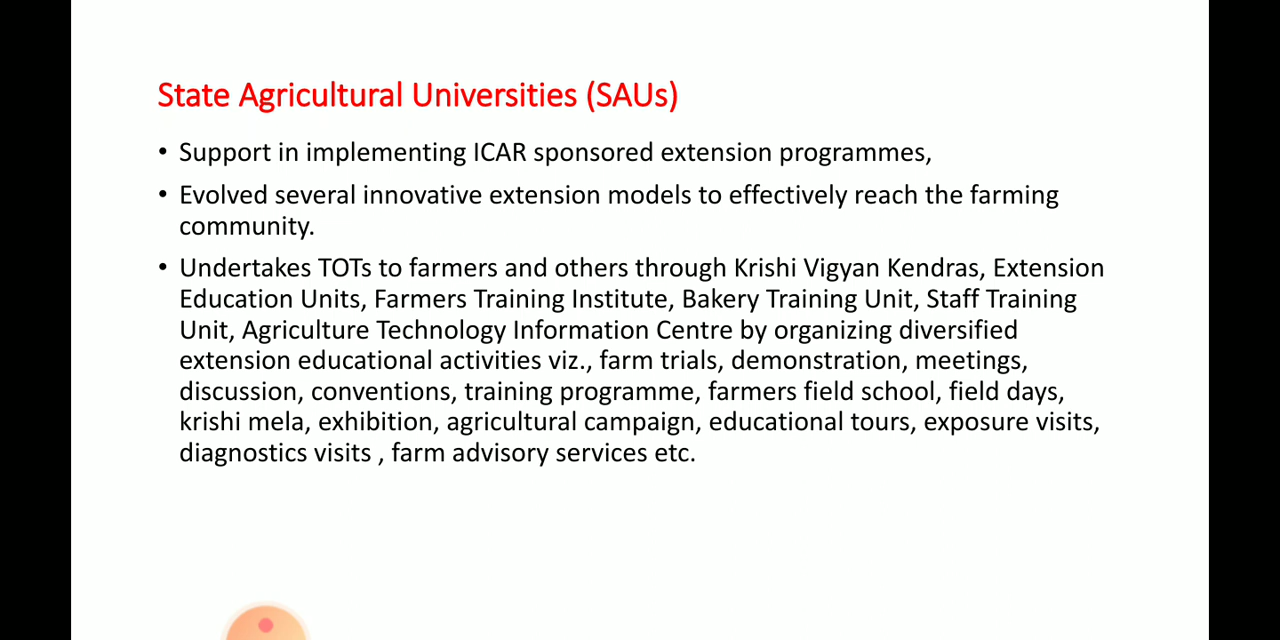 State Agricultural Universities (SAUs)
• Support in implementing ICAR sponsored extension programmes,
• Evolved several innovative extension models to effectively reach the farming
community.
• Undertakes TOTs to farmers and others through Krishi Vigyan Kendras, Extension
Education Units, Farmers Training Institute, Bakery Training Unit, Staff Training
Unit, Agriculture Technology Information Centre by organizing diversified
extension educational activities viz., farm trials, demonstration, meetings,
discussion, conventions, training programme, farmers field school, field days,
krishi mela, exhibition, agricultural campaign, educational tours, exposure visits,
diagnostics visits , farm advisory services etc.